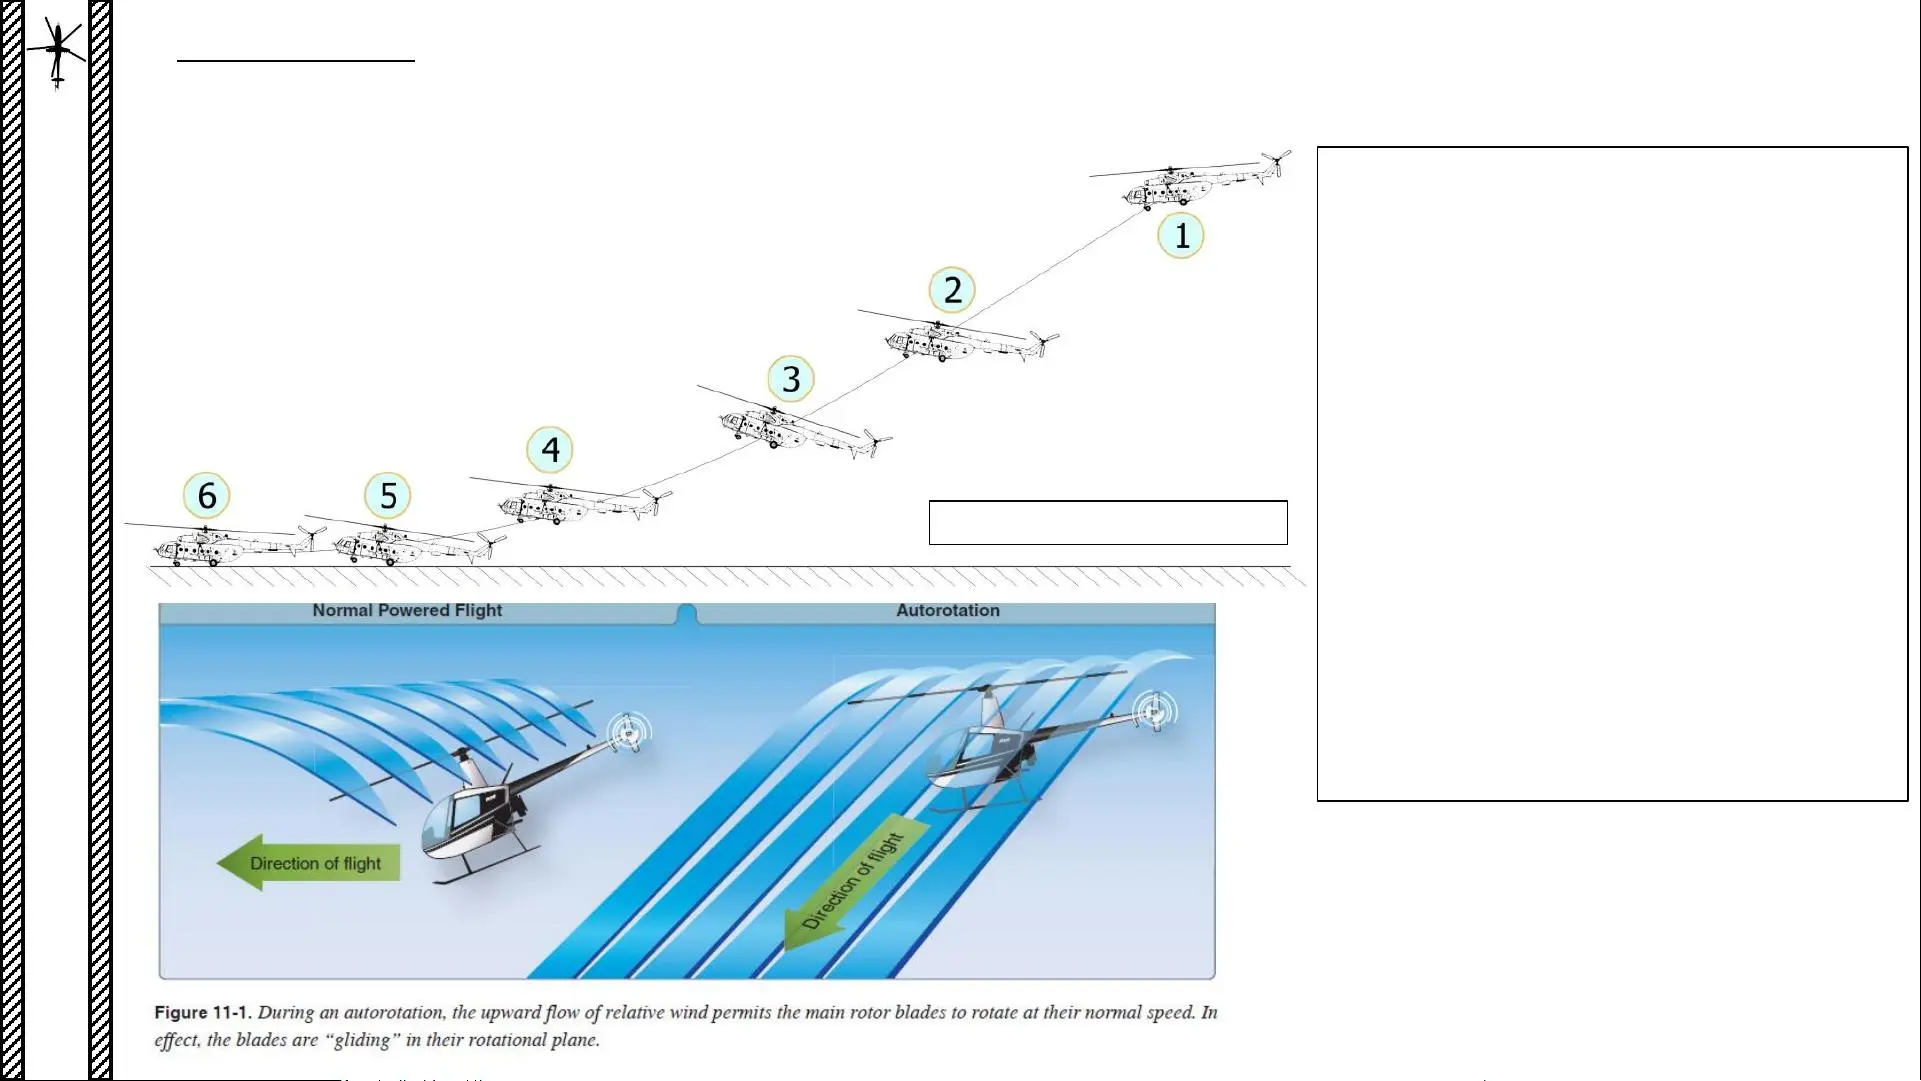 1
2
3
4
5
6
Normal Powered Flight
Autorotation
Direction of flight
Direction of flight
Figure 11-1. During an autorotation, the upward flow of relative wind permits the main rotor blades to rotate at their normal speed. In
effect, the blades are “gliding” in their rotational plane.